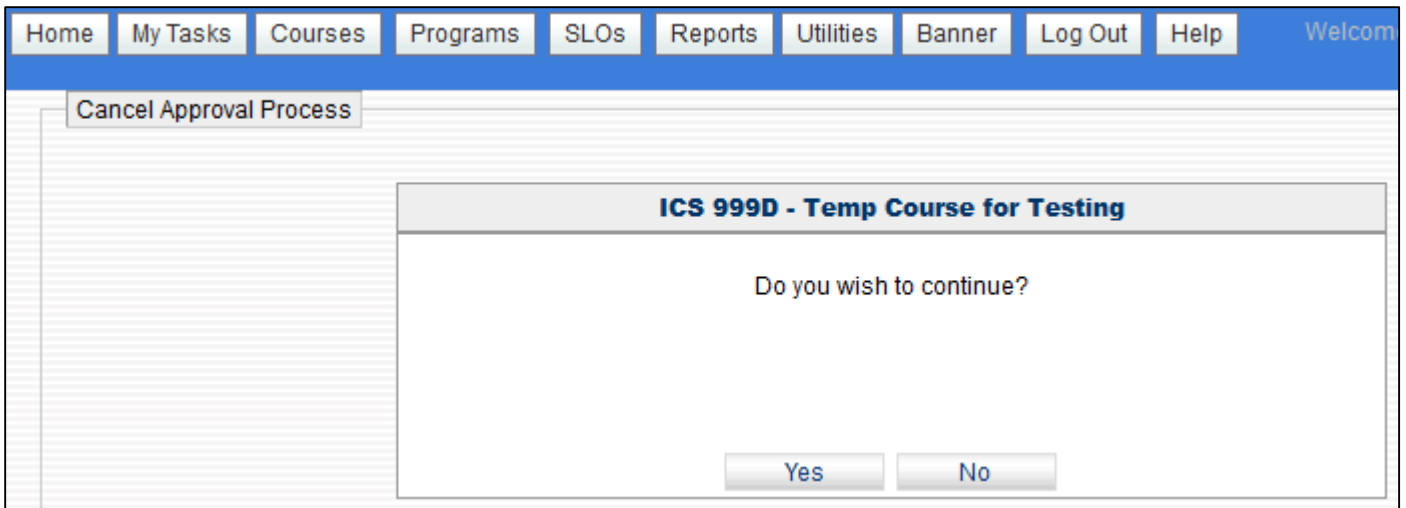 Home My Tasks Courses Programs SLOs Reports Utilities Banner Log Out Help Welcom
Cancel Approval Process
ICS 999D - Temp Course for Testing
Do you wish to continue?
Yes No